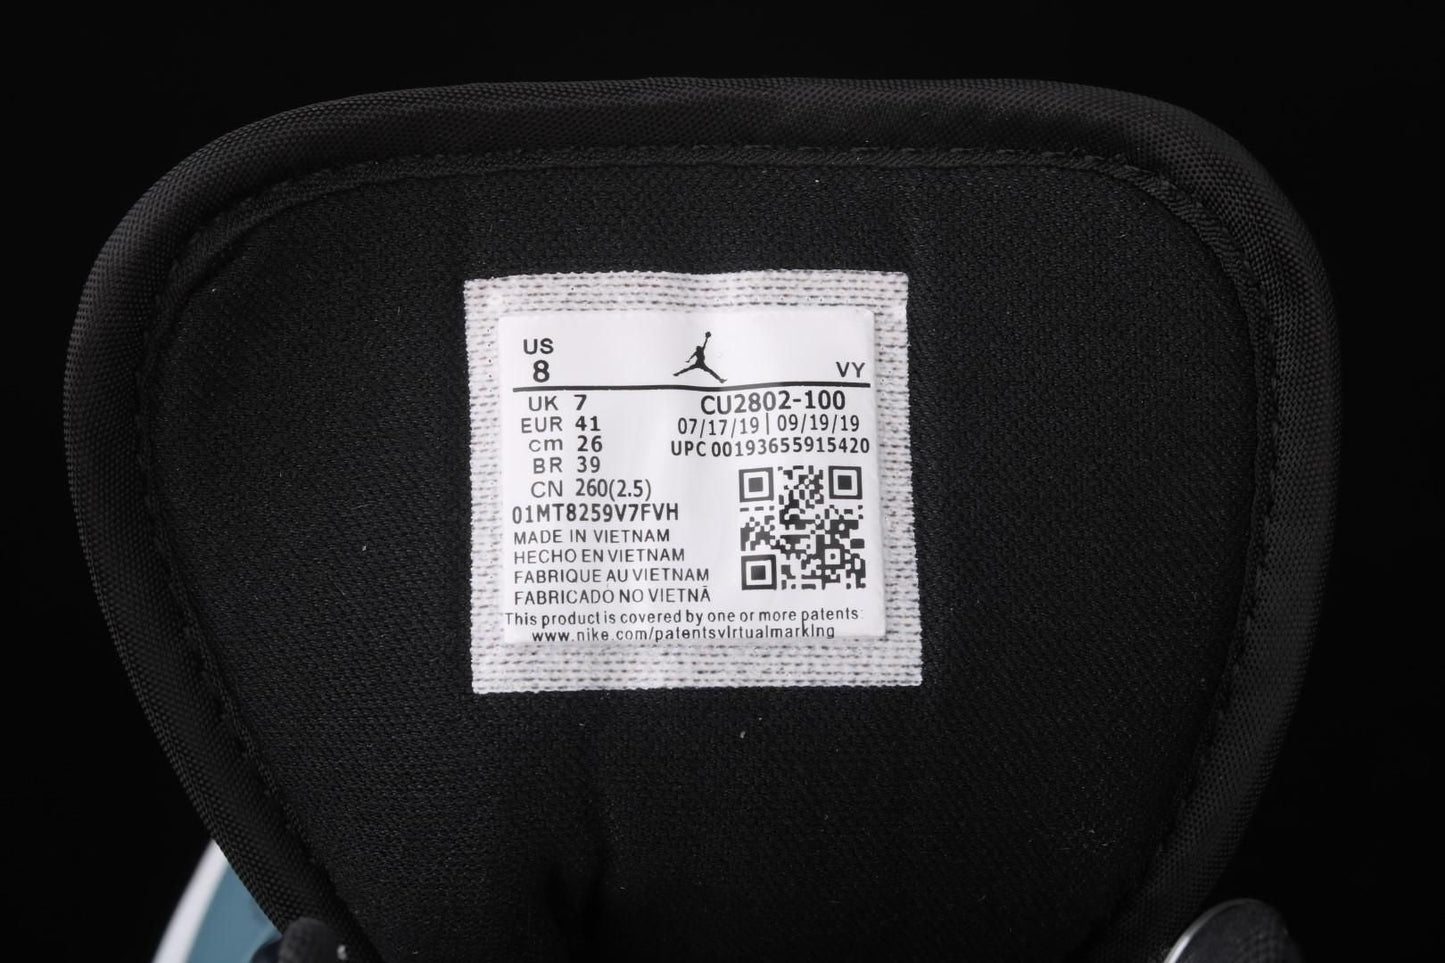 US
8
VY
UK 7
EUR 41
cm 26
BR 39
CN 260(2.5)
CU2802-100
07/17/19 | 09/19/19
UPC 00193655915420
01MT8259V7FVH
MADE IN VIETNAM
HECHO EN VIETNAM
FABRIQUE AU VIETNAM
FABRICADO NO VIETNÃ
This product is covered by one or more patents:
www.nike.com/patentsvirtualmarking